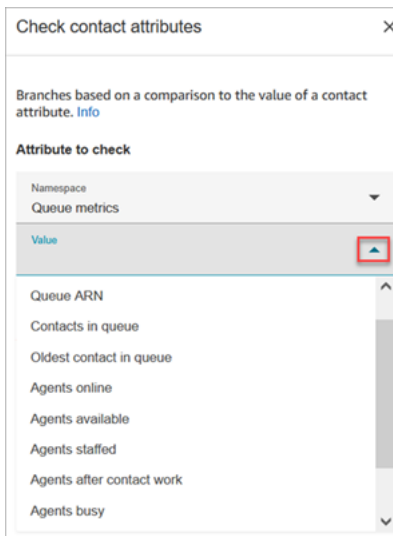 Check contact attributes
Branches based on a comparison to the value of a contact
attribute. Info
Attribute to check
Namespace
Queue metrics
Value
Queue ARN
Contacts in queue
Oldest contact in queue
Agents online
Agents available
Agents staffed
Agents after contact work
Agents busy